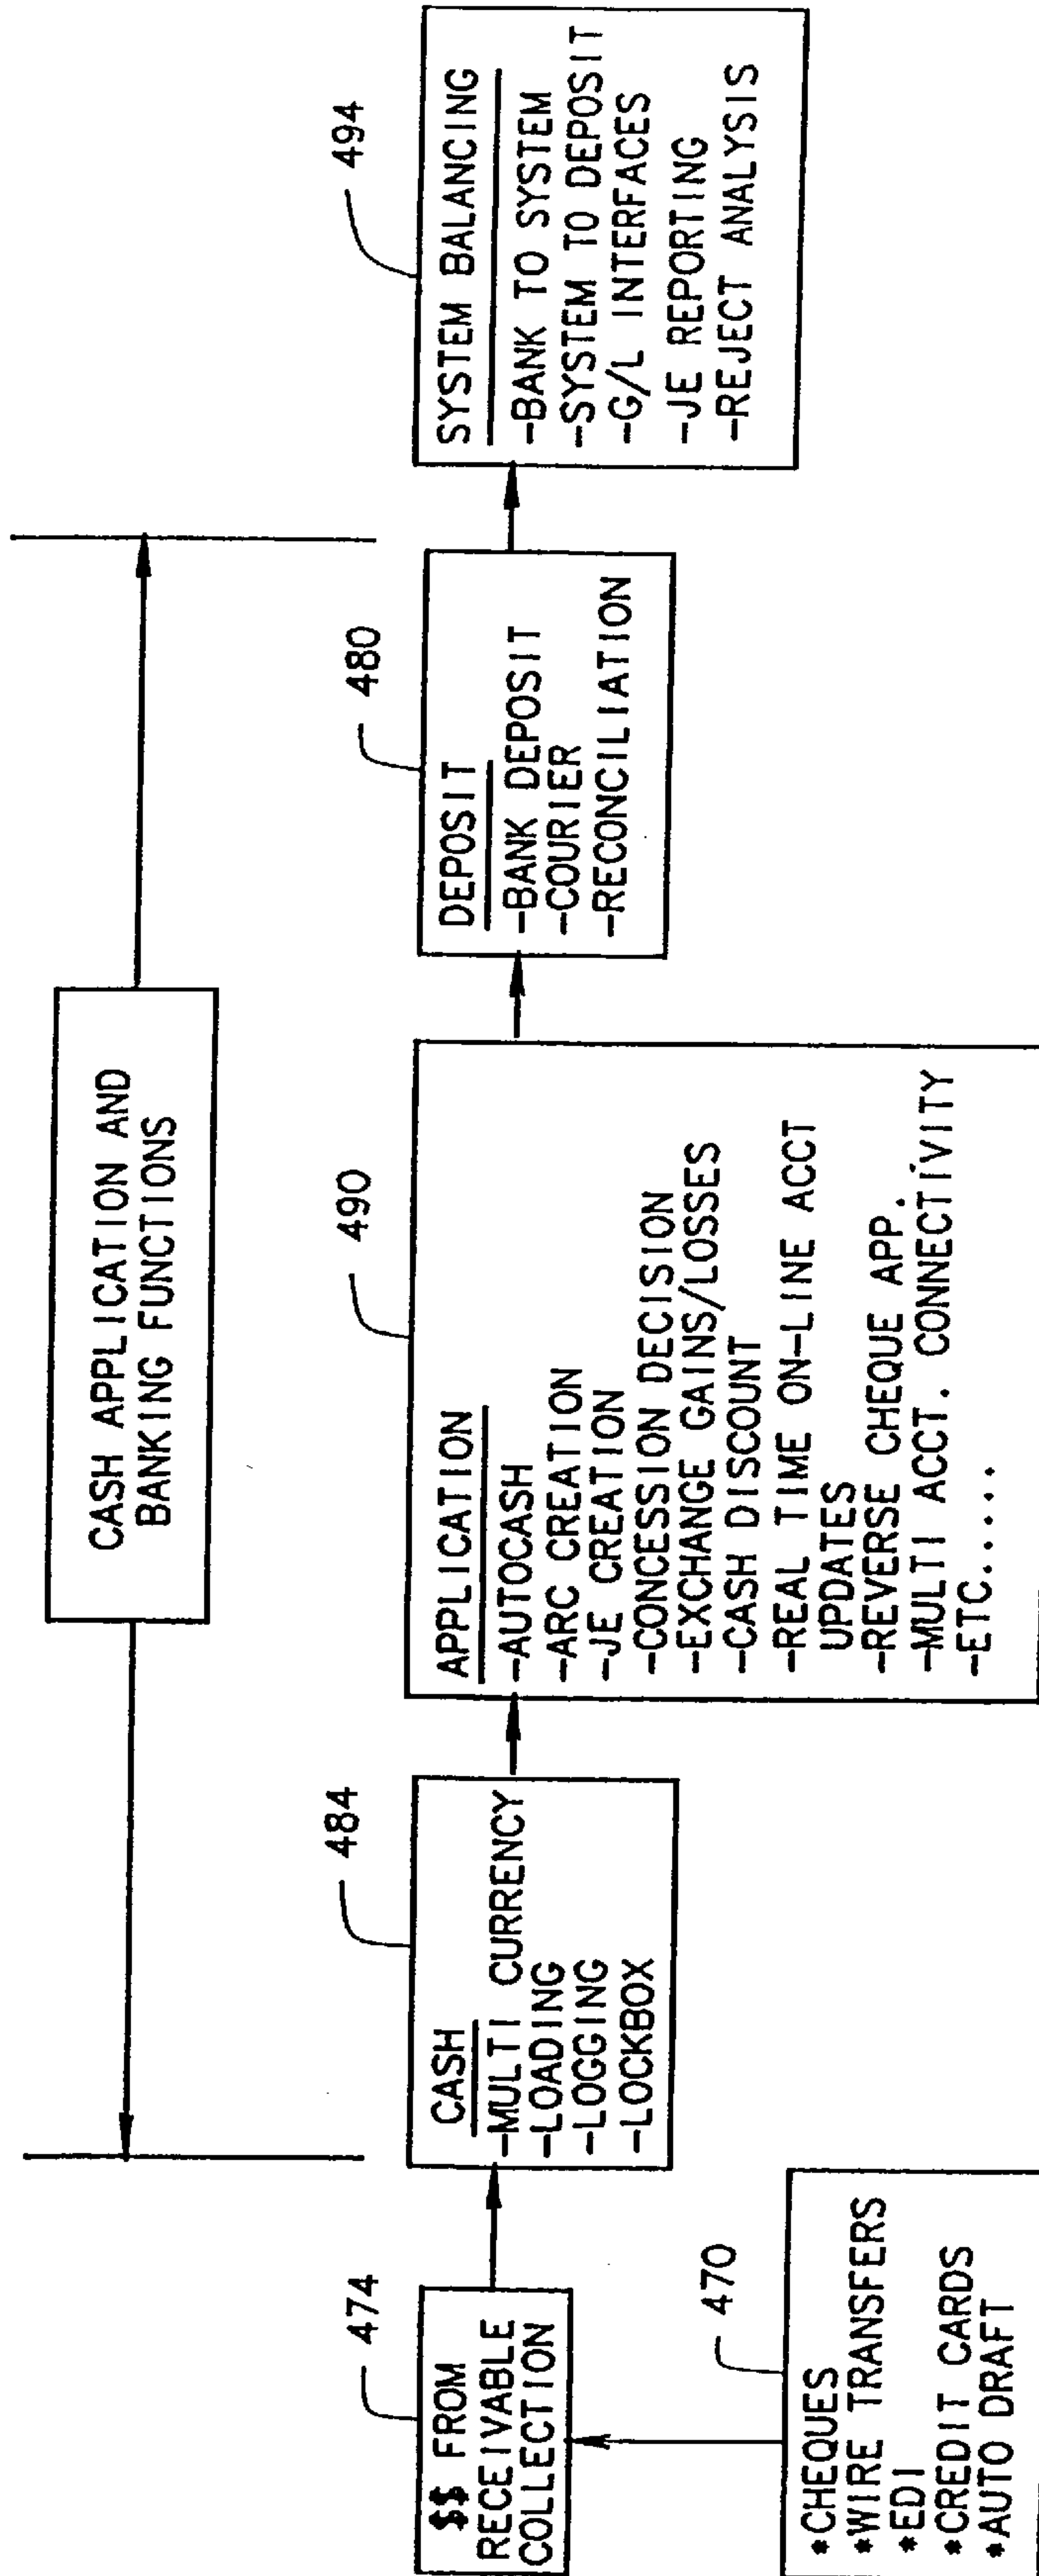 CASH APPLICATION AND
BANKING FUNCTIONS
474
$$ FROM
RECEIVABLE
COLLECTION
470
*CHEQUES
*WIRE TRANSFERS
*EDI
*CREDIT CARDS
*AUTO DRAFT
484
CASH
-MULTI CURRENCY
-LOADING
-LOGGING
-LOCKBOX
490
APPLICATION
-AUTOCASH
-ARC CREATION
-JE CREATION
-CONCESSION DECISION
-EXCHANGE GAINS/LOSSES
-CASH DISCOUNT
-REAL TIME ON-LINE ACCT
UPDATES
-REVERSE CHEQUE APP.
-MULTI ACCT. CONNECTIVITY
-ETC.....
480
DEPOSIT
-BANK DEPOSIT
-COURIER
-RECONCILIATION
494
SYSTEM BALANCING
-BANK TO SYSTEM
-SYSTEM TO DEPOSIT
-G/L INTERFACES
-JE REPORTING
-REJECT ANALYSIS